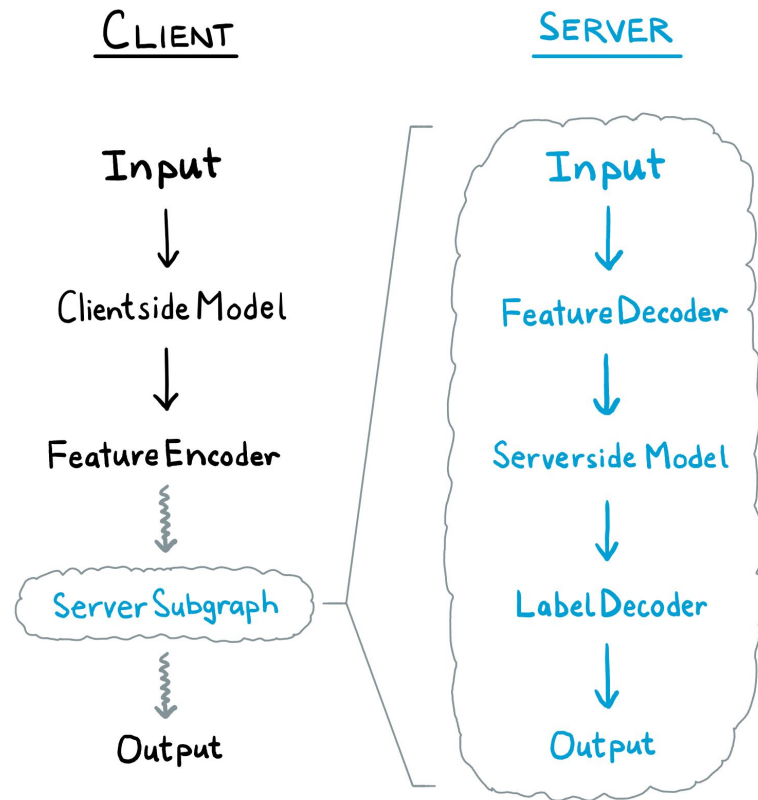 CLIENT
Input
Clientside Model
Feature Encoder
Server Subgraph
Output
SERVER
Input
Feature Decoder
Serverside Model
Label Decoder
Output